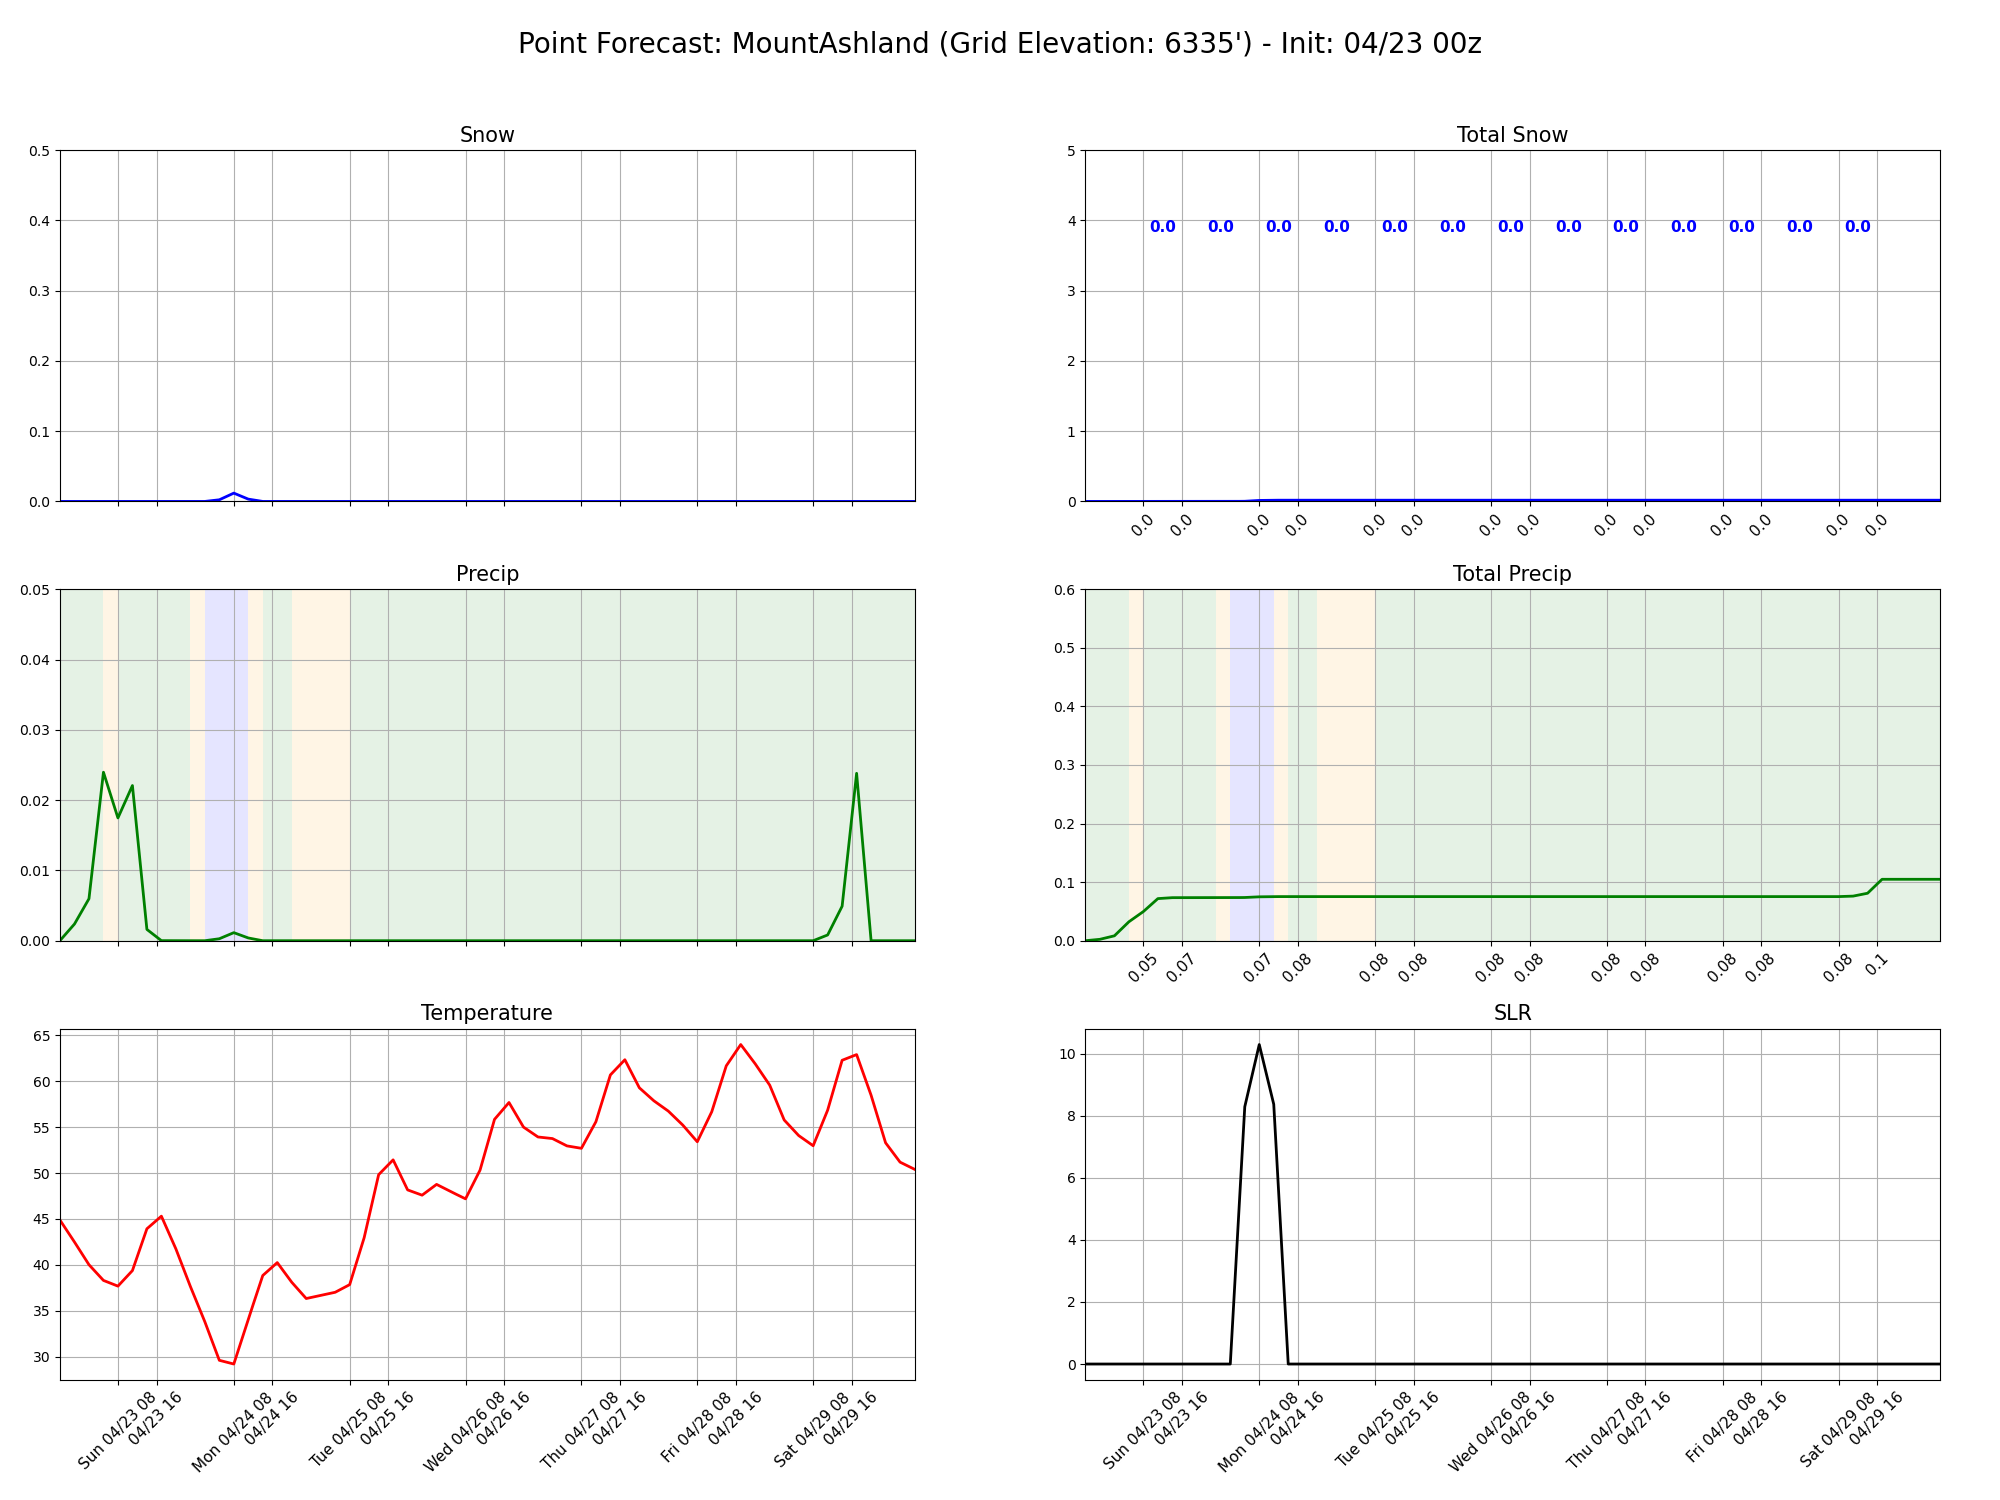 Point Forecast: MountAshland (Grid Elevation: 6335') - Init: 04/23 00z
Snow
0.5
0.4
0.3
0.2
0.1
0.0
Total Snow
5
4
3
2
1
0
0.0 0.0 0.0 0.0 0.0 0.0 0.0 0.0 0.0 0.0 0.0 0.0 0.0
0.0 0.0 0.0 0.0 0.0 0.0 0.0 0.0 0.0 0.0 0.0 0.0 0.0 0.0
Precip
0.05
0.04
0.03
0.02
0.01
0.00
Total Precip
0.6
0.5
0.4
0.3
0.2
0.1
0.0
0.05 0.07 0.07 0.08 0.08 0.08 0.08 0.08 0.08 0.08 0.08 0.08 0.08 0.1
Temperature
65
60
55
50
45
40
35
30
Sun 04/23 08
04/23 16
Mon 04/24 08
04/24 16
Tue 04/25 08
04/25 16
Wed 04/26 08
04/26 16
Thu 04/27 08
04/27 16
Fri 04/28 08
04/28 16
Sat 04/29 08
04/29 16
SLR
10
8
6
4
2
0
Sun 04/23 08
04/23 16
Mon 04/24 08
04/24 16
Tue 04/25 08
04/25 16
Wed 04/26 08
04/26 16
Thu 04/27 08
04/27 16
Fri 04/28 08
04/28 16
Sat 04/29 08
04/29 16